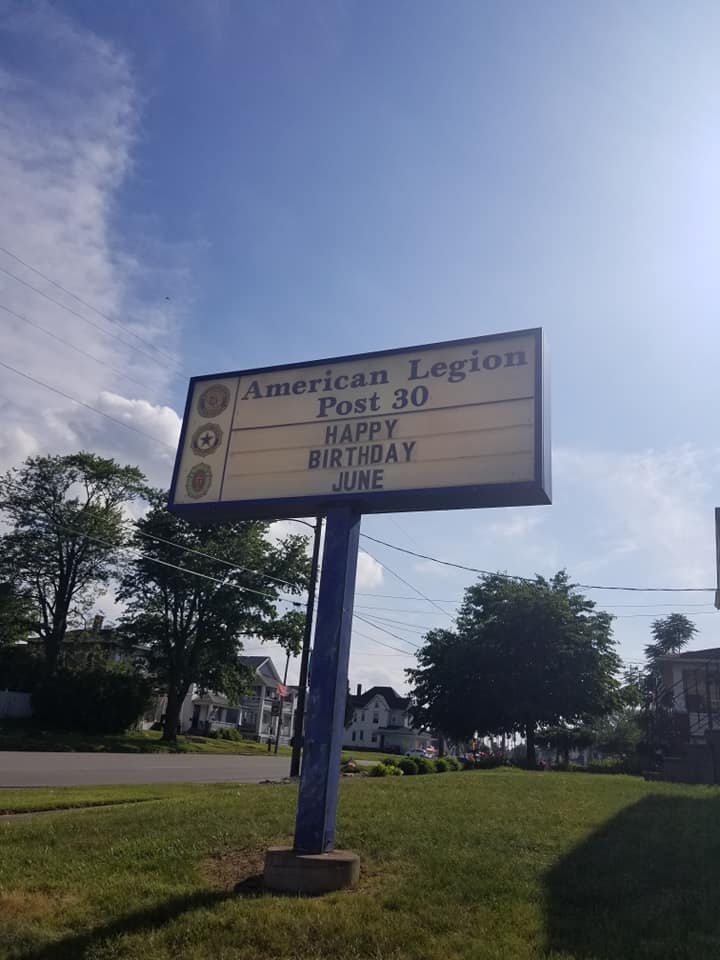 American Legion
Post 30
HAPPY
BIRTHDAY
JUNE